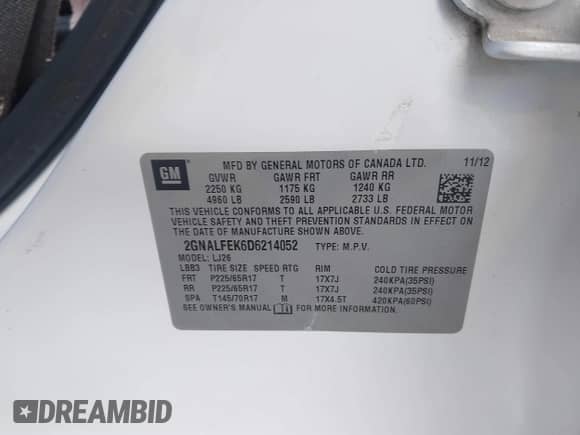 GM
MFD BY GENERAL MOTORS OF CANADA LTD. 11/12
GVWR GAWR FRT GAWR RR
2250 KG 1175 KG 1240 KG
4960 LB 2590 LB 2733 LB
THIS VEHICLE CONFORMS TO ALL APPLICABLE U.S. FEDERAL MOTOR
VEHICLE SAFETY AND THEFT PREVENTION STANDARDS IN EFFECT ON
THE DATE OF MANUFACTURE SHOWN ABOVE.
2GNALFEK6D6214052 TYPE: M.P.V.
MODEL: LJ26
LBB3 TIRE SIZE SPEED RTG RIM COLD TIRE PRESSURE
FRT P225/65R17 T 17X7J 240KPA(35PSI)
RR P225/65R17 T 17X7J 240KPA(35PSI)
SPA T145/70R17 M 17X4.5T 420KPA(60PSI)
SEE OWNER'S MANUAL FOR MORE INFORMATION.
DREAMBID